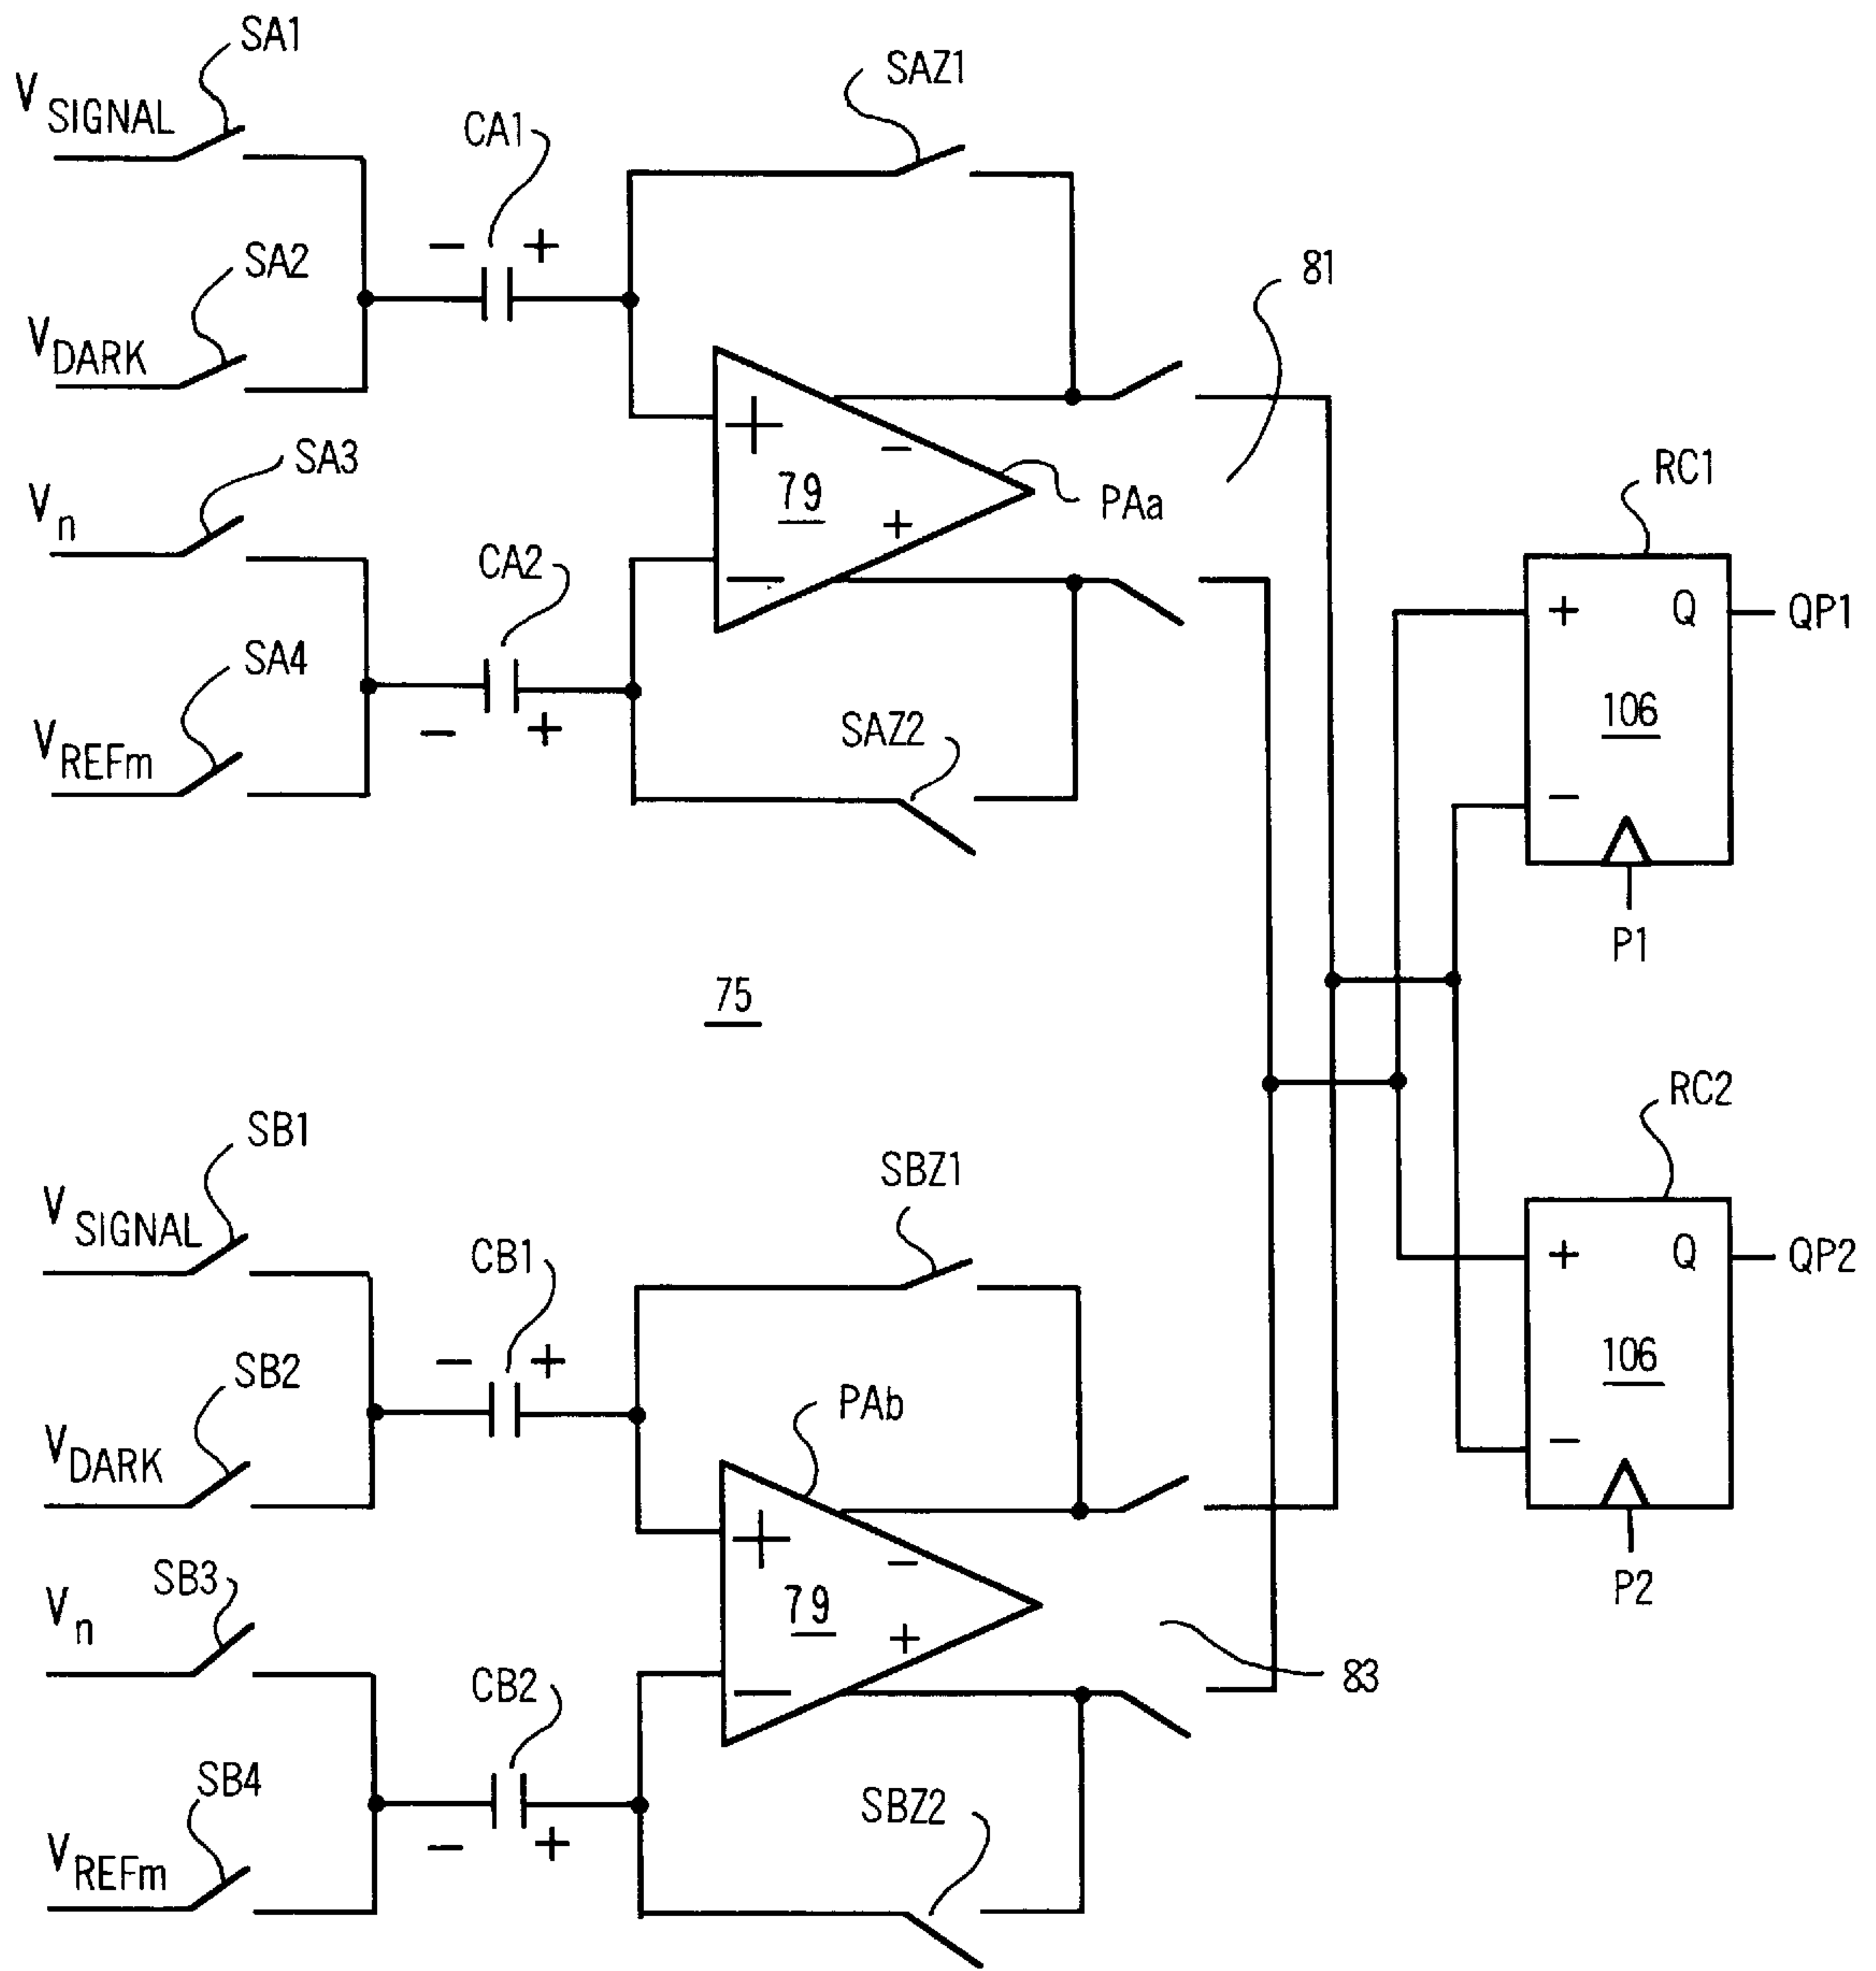 SA1
V SIGNAL
SAZ1
CA1
- +
SA2
V DARK
81
+
-
SA3
79
PAa
+
V n
RC1
CA2
-
+ Q QP1
SA4
106
V REFm
- +
SAZ2
-
P1
75
RC2
SB1
SBZ1
V SIGNAL
CB1
+ Q QP2
- +
SB2
106
PAb
V DARK
-
+
-
SB3
P2
V n
79
+
83
CB2
-
SB4
SBZ2
- +
V REFm